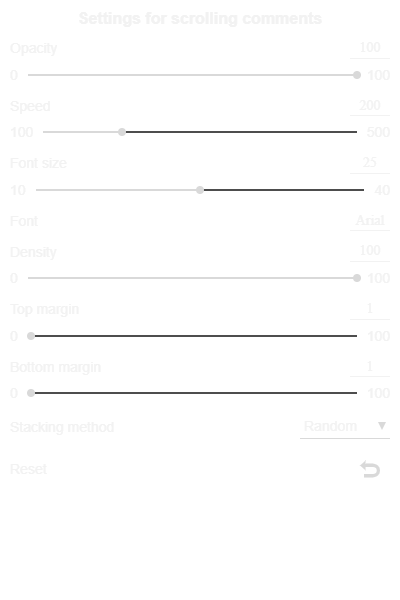 Settings for scrolling comments
Opacity 100
0 100
Speed 200
100 500
Font size 25
10 40
Font Arial
Density 100
0 100
Top margin 1
0 100
Bottom margin 1
0 100
Stacking method Random ▼
Reset